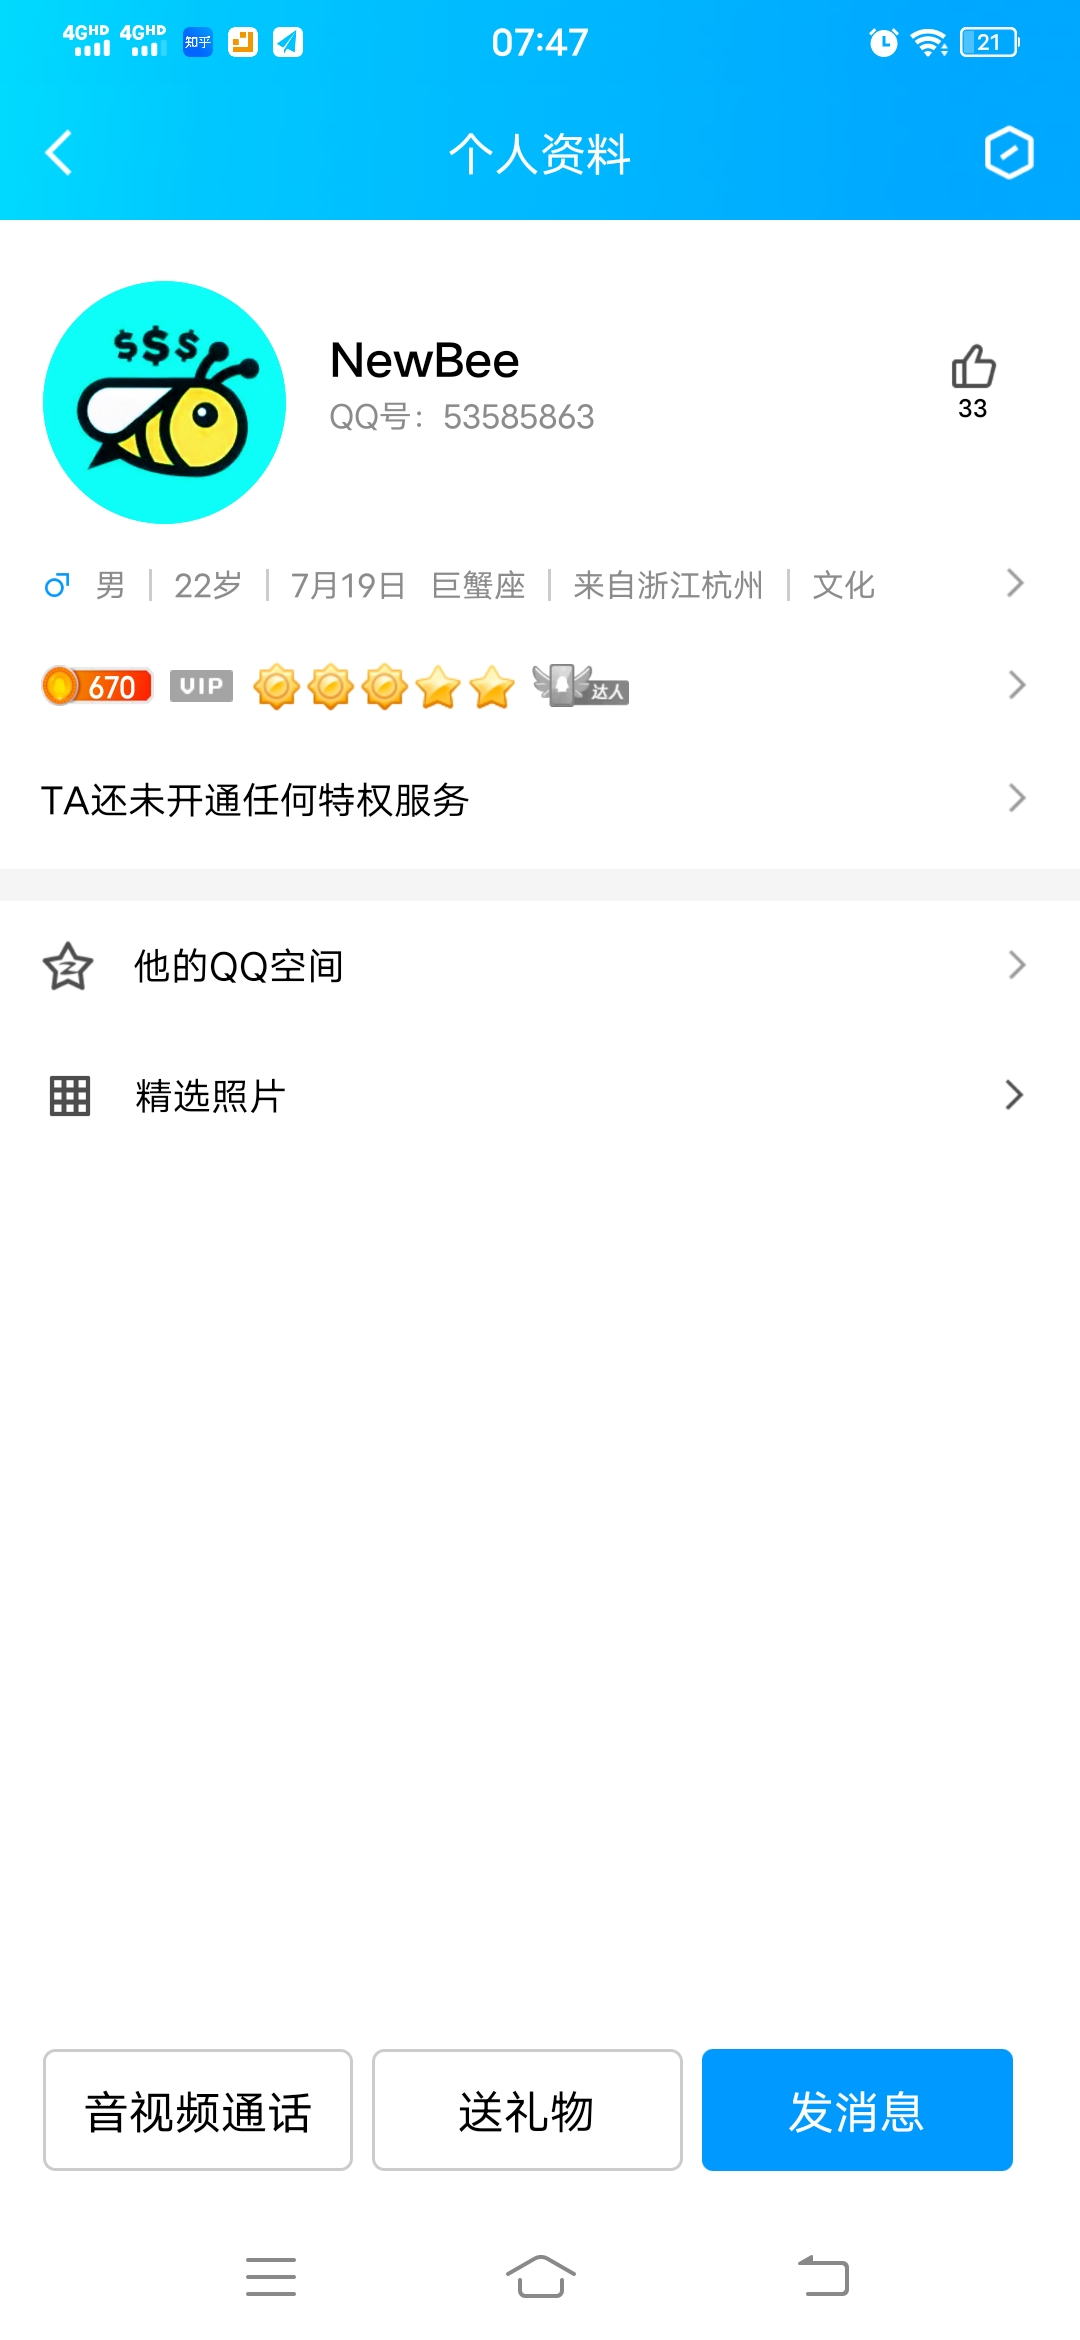 4GHD 4GHD 知乎 07:47 21
个人资料
$$$
NewBee
QQ号：53585863
33
男 | 22岁 | 7月19日 巨蟹座 | 来自浙江杭州 | 文化
670 VIP 达人
TA还未开通任何特权服务
他的QQ空间
精选照片
音视频通话 送礼物 发消息